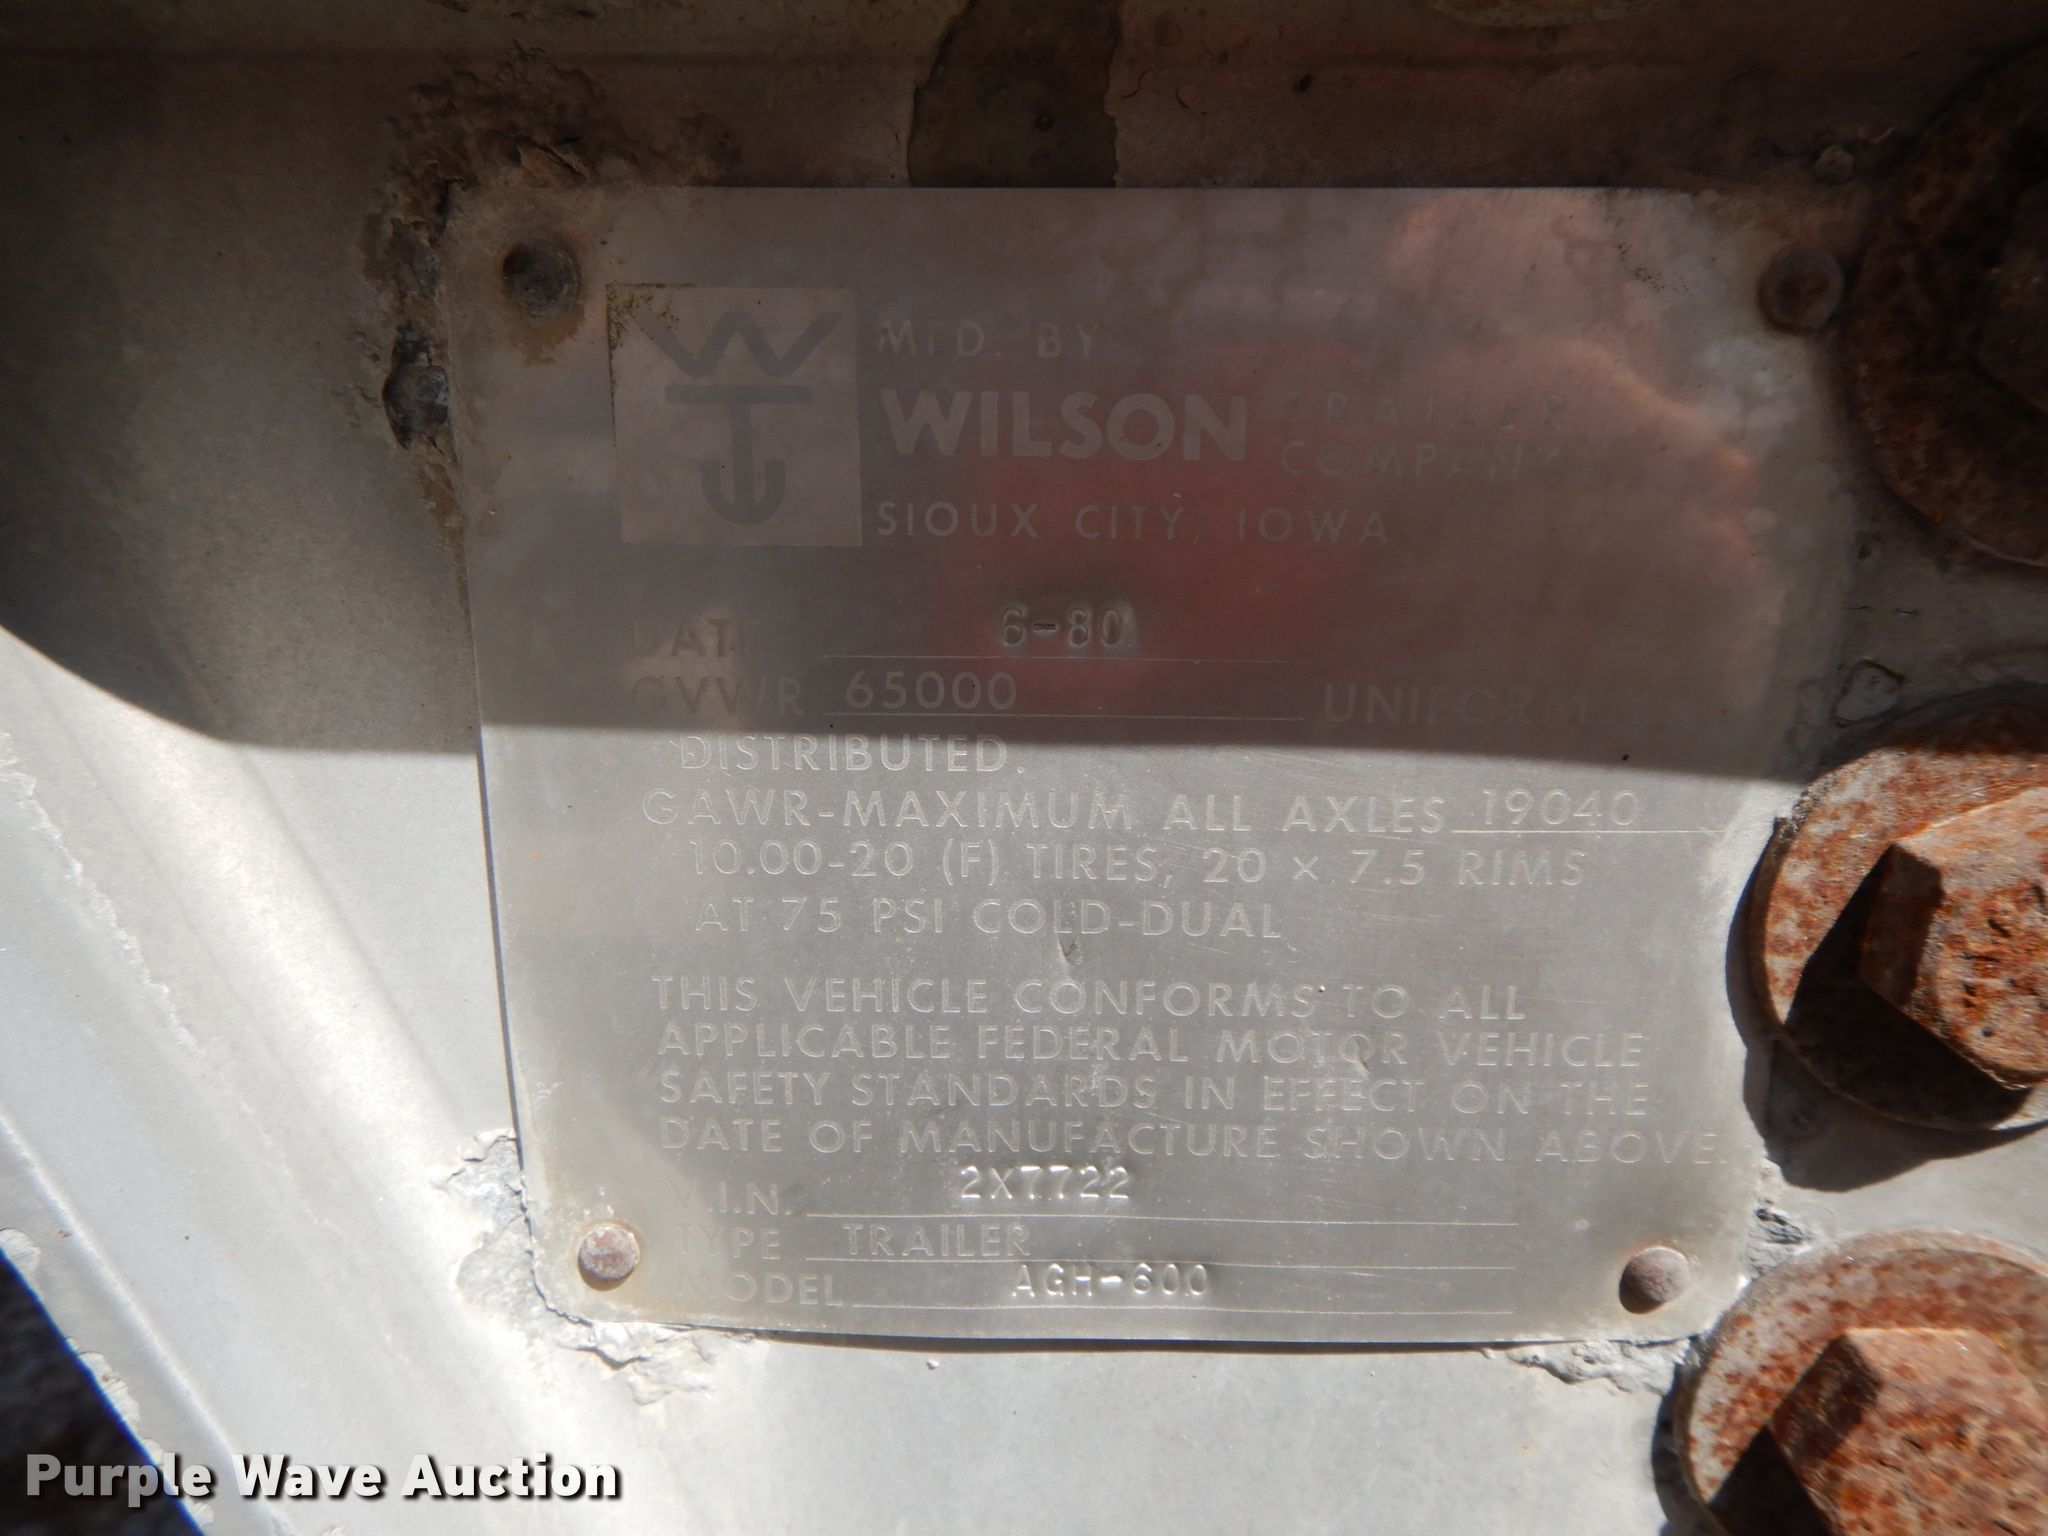 MFD. BY
WILSON TRAILER COMPANY
SIOUX CITY, IOWA
DATE 6-80
GVWR 65000 UNIFORMLY
DISTRIBUTED.
GAWR-MAXIMUM ALL AXLES 19040
10.00-20 (F) TIRES, 20 × 7.5 RIMS
AT 75 PSI COLD-DUAL
THIS VEHICLE CONFORMS TO ALL
APPLICABLE FEDERAL MOTOR VEHICLE
SAFETY STANDARDS IN EFFECT ON THE
DATE OF MANUFACTURE SHOWN ABOVE.
V.I.N. 2X7722
TYPE TRAILER
MODEL AGH-600
Purple Wave Auction